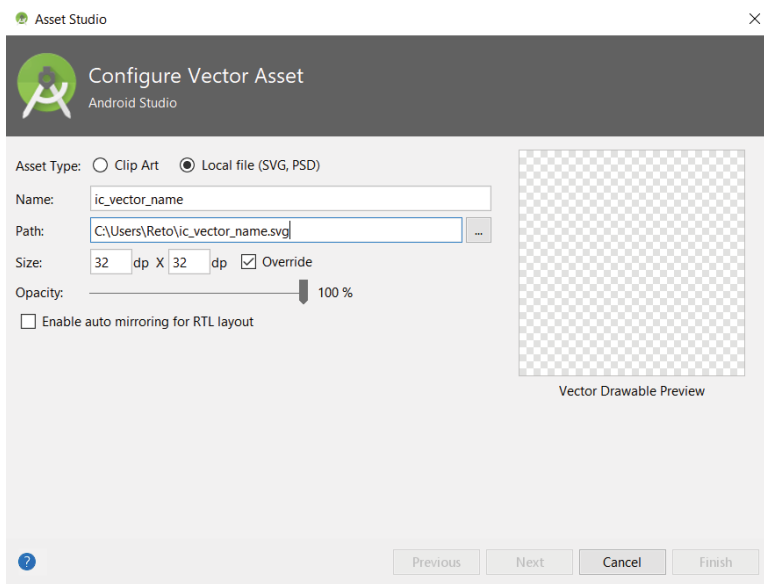 Asset Studio
Configure Vector Asset
Android Studio
Asset Type: Clip Art Local file (SVG, PSD)
Name: ic_vector_name
Path: C:\Users\Reto\ic_vector_name.svg ...
Size: 32 dp X 32 dp Override
Opacity: 100 %
Enable auto mirroring for RTL layout
Vector Drawable Preview
? Previous Next Cancel Finish